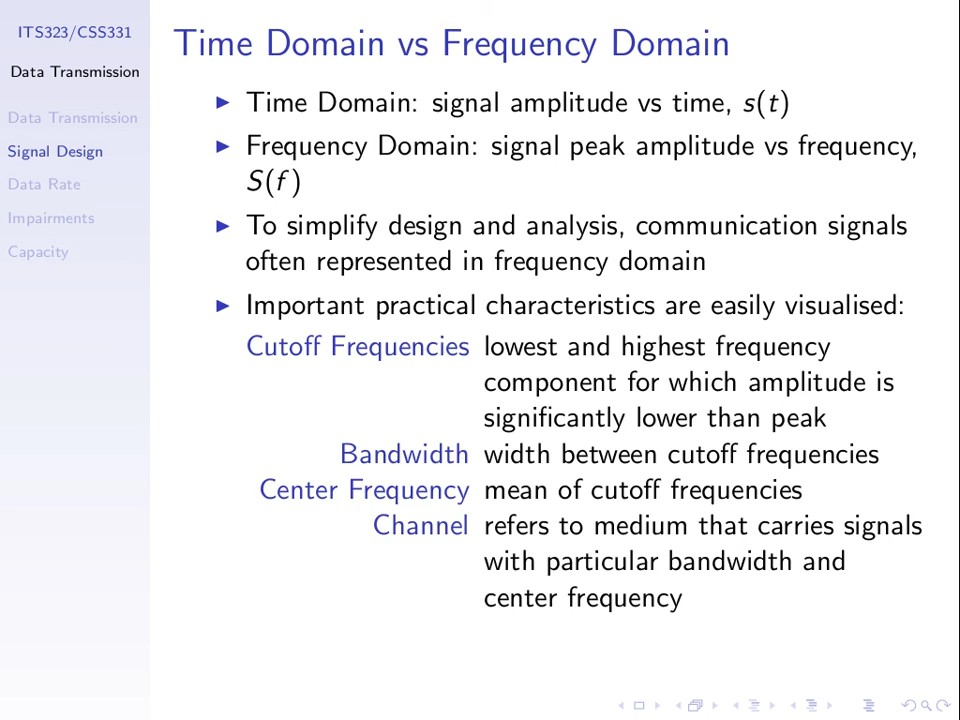 ITS323/CSS331
Data Transmission
Data Transmission
Signal Design
Data Rate
Impairments
Capacity
Time Domain vs Frequency Domain
▶ Time Domain: signal amplitude vs time, s(t)
▶ Frequency Domain: signal peak amplitude vs frequency,
S(f)
▶ To simplify design and analysis, communication signals
often represented in frequency domain
▶ Important practical characteristics are easily visualised:
Cutoff Frequencies lowest and highest frequency
component for which amplitude is
significantly lower than peak
Bandwidth width between cutoff frequencies
Center Frequency mean of cutoff frequencies
Channel refers to medium that carries signals
with particular bandwidth and
center frequency